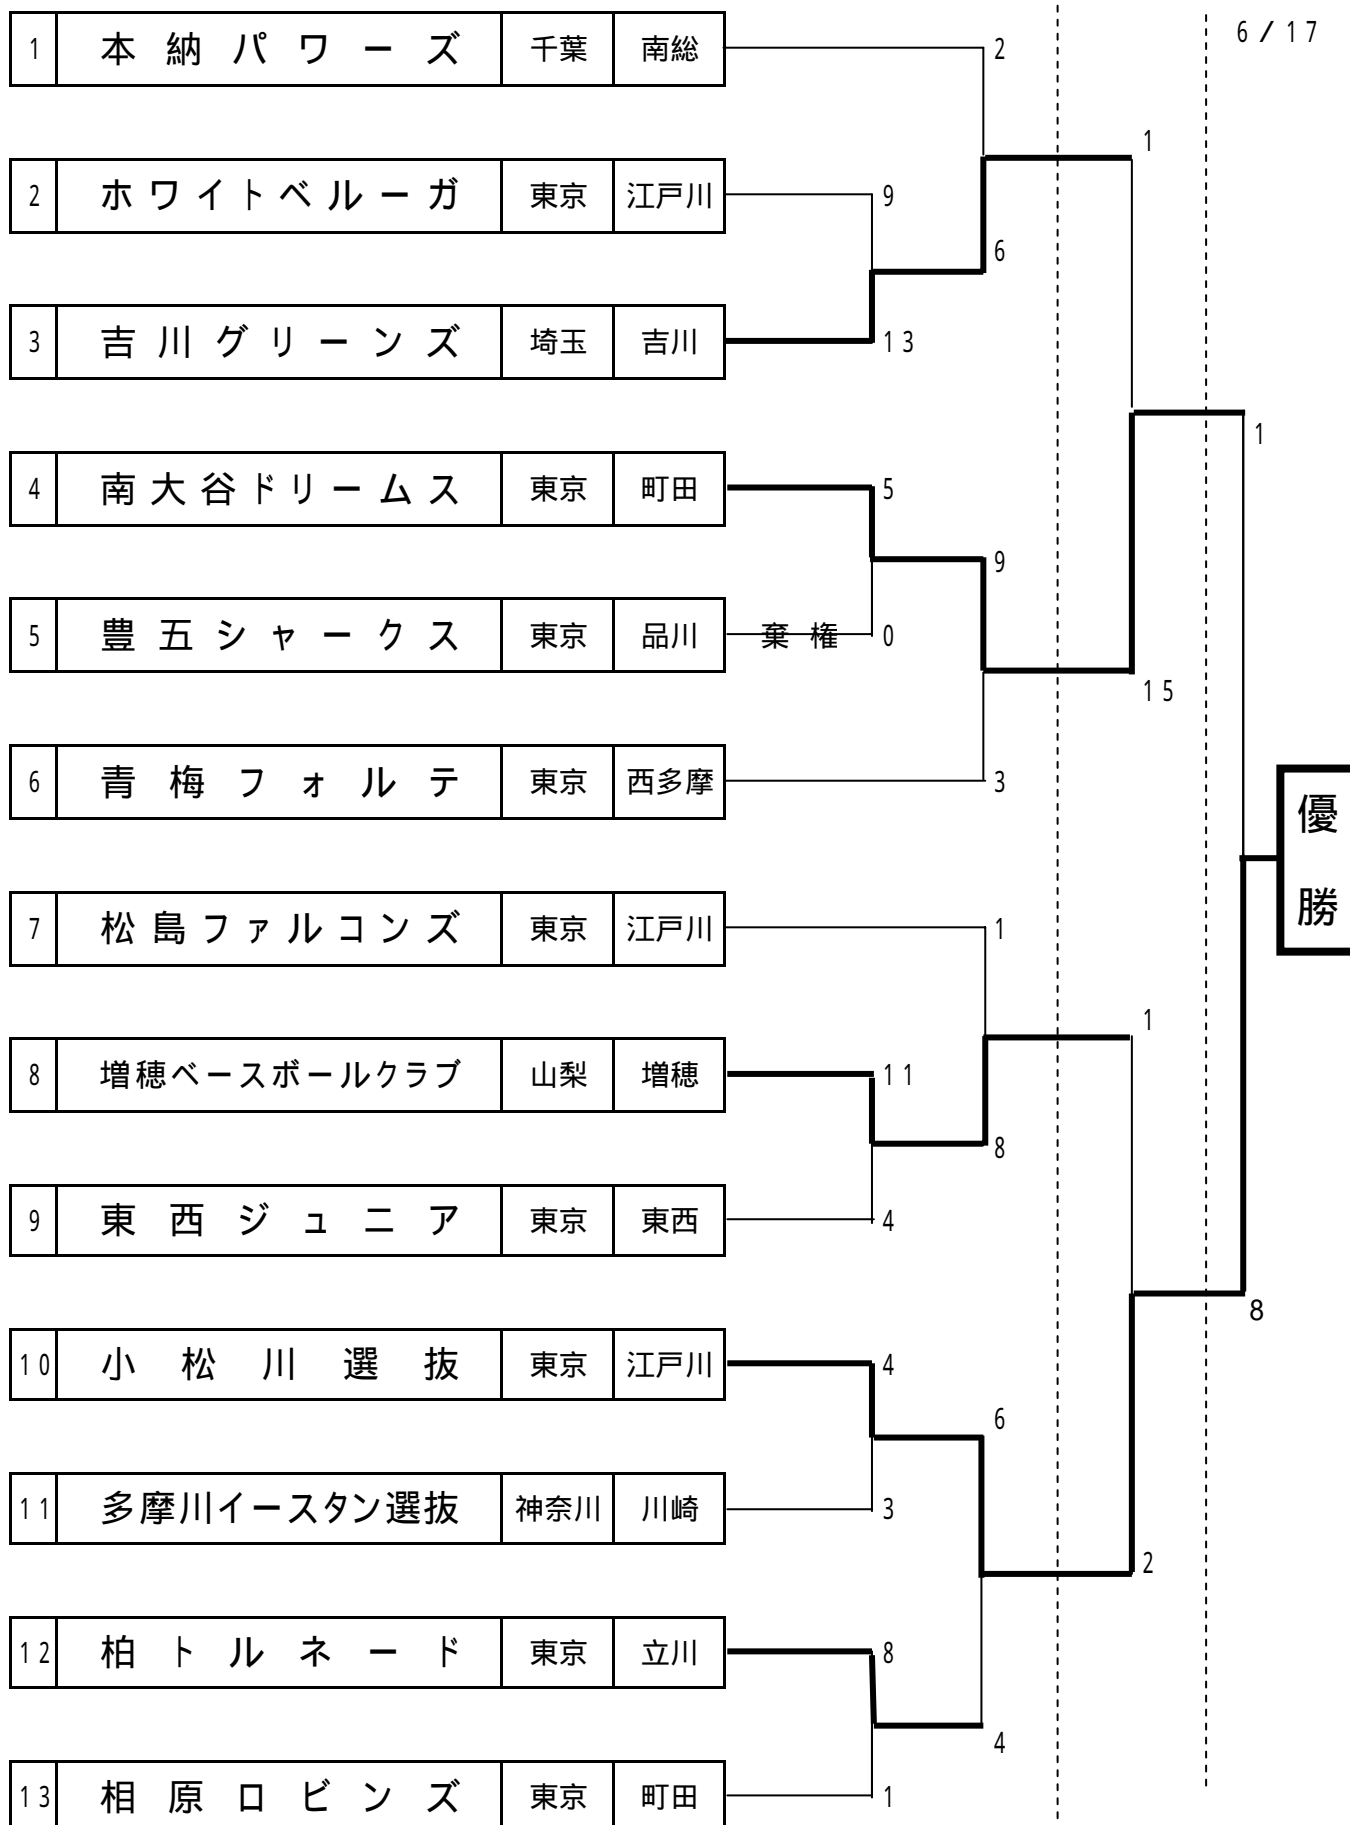 6/17
1 本納パワーズ 千葉 南総 2
1
2 ホワイトベルーガ 東京 江戸川 9
6
3 吉川グリーンズ 埼玉 吉川 13
1
4 南大谷ドリームス 東京 町田 5
9
5 豊五シャークス 東京 品川 棄権 0
15
6 青梅フォルテ 東京 西多摩 3
優勝
7 松島ファルコンズ 東京 江戸川 1
1
8 増穂ベースボールクラブ 山梨 増穂 11
8
9 東西ジュニア 東京 東西 4
8
10 小松川選抜 東京 江戸川 4
6
11 多摩川イースタン選抜 神奈川 川崎 3
2
12 柏トルネード 東京 立川 8
4
13 相原ロビンズ 東京 町田 1